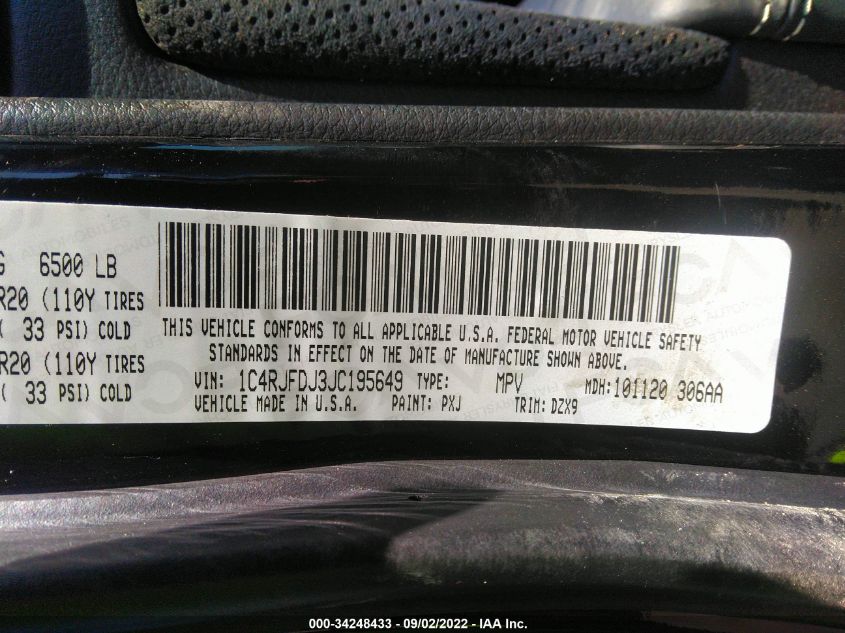 G 6500 LB
R20 (110Y TIRES
( 33 PSI) COLD
R20 (110Y TIRES
( 33 PSI) COLD
THIS VEHICLE CONFORMS TO ALL APPLICABLE U.S.A. FEDERAL MOTOR VEHICLE SAFETY
STANDARDS IN EFFECT ON THE DATE OF MANUFACTURE SHOWN ABOVE.
VIN: 1C4RJFDJ3JC195649 TYPE: MPV MDH:101120 306AA
VEHICLE MADE IN U.S.A. PAINT: PXJ TRIM: DZX9
000-34248433 - 09/02/2022 - IAA Inc.